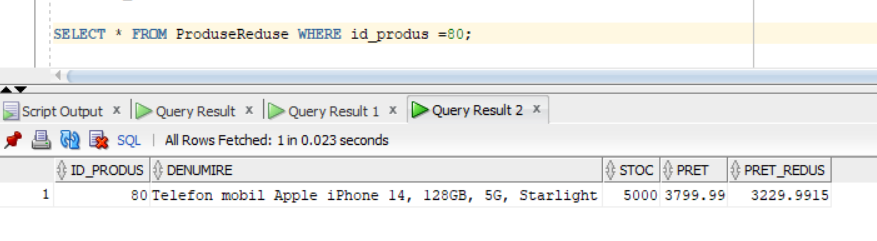 SELECT * FROM ProduseReduse WHERE id_produs =80;
Script Output x Query Result x Query Result 1 x Query Result 2 x
SQL | All Rows Fetched: 1 in 0.023 seconds
ID_PRODUS DENUMIRE STOC PRET PRET_REDUS
1 80 Telefon mobil Apple iPhone 14, 128GB, 5G, Starlight 5000 3799.99 3229.9915